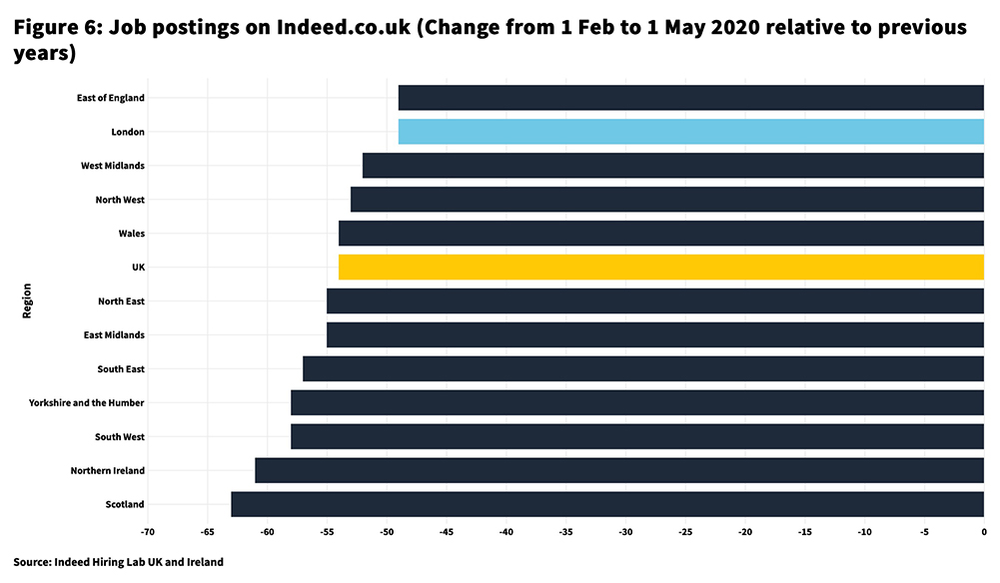 Figure 6: Job postings on Indeed.co.uk (Change from 1 Feb to 1 May 2020 relative to previous
years)
Region
East of England
London
West Midlands
North West
Wales
UK
North East
East Midlands
South East
Yorkshire and the Humber
South West
Northern Ireland
Scotland
-70 -65 -60 -55 -50 -45 -40 -35 -30 -25 -20 -15 -10 -5 0
Source: Indeed Hiring Lab UK and Ireland